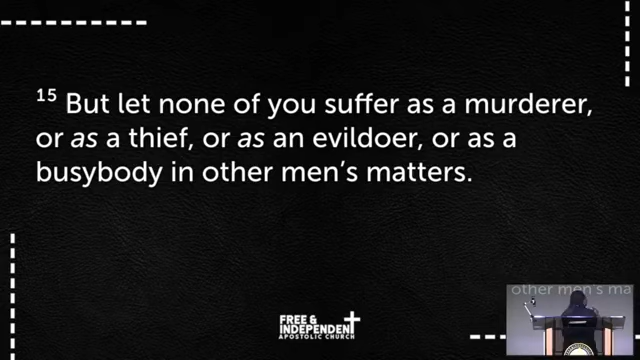 15 But let none of you suffer as a murderer,
or as a thief, or as an evildoer, or as a
busybody in other men’s matters.
other men's ma
FREE &
INDEPENDENT
APOSTOLIC CHURCH